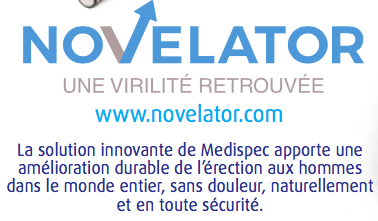 NOVELATOR
UNE VIRILITÉ RETROUVÉE
www.novelator.com
La solution innovante de Medispec apporte une
amélioration durable de l'érection aux hommes
dans le monde entier, sans douleur, naturellement
et en toute sécurité.